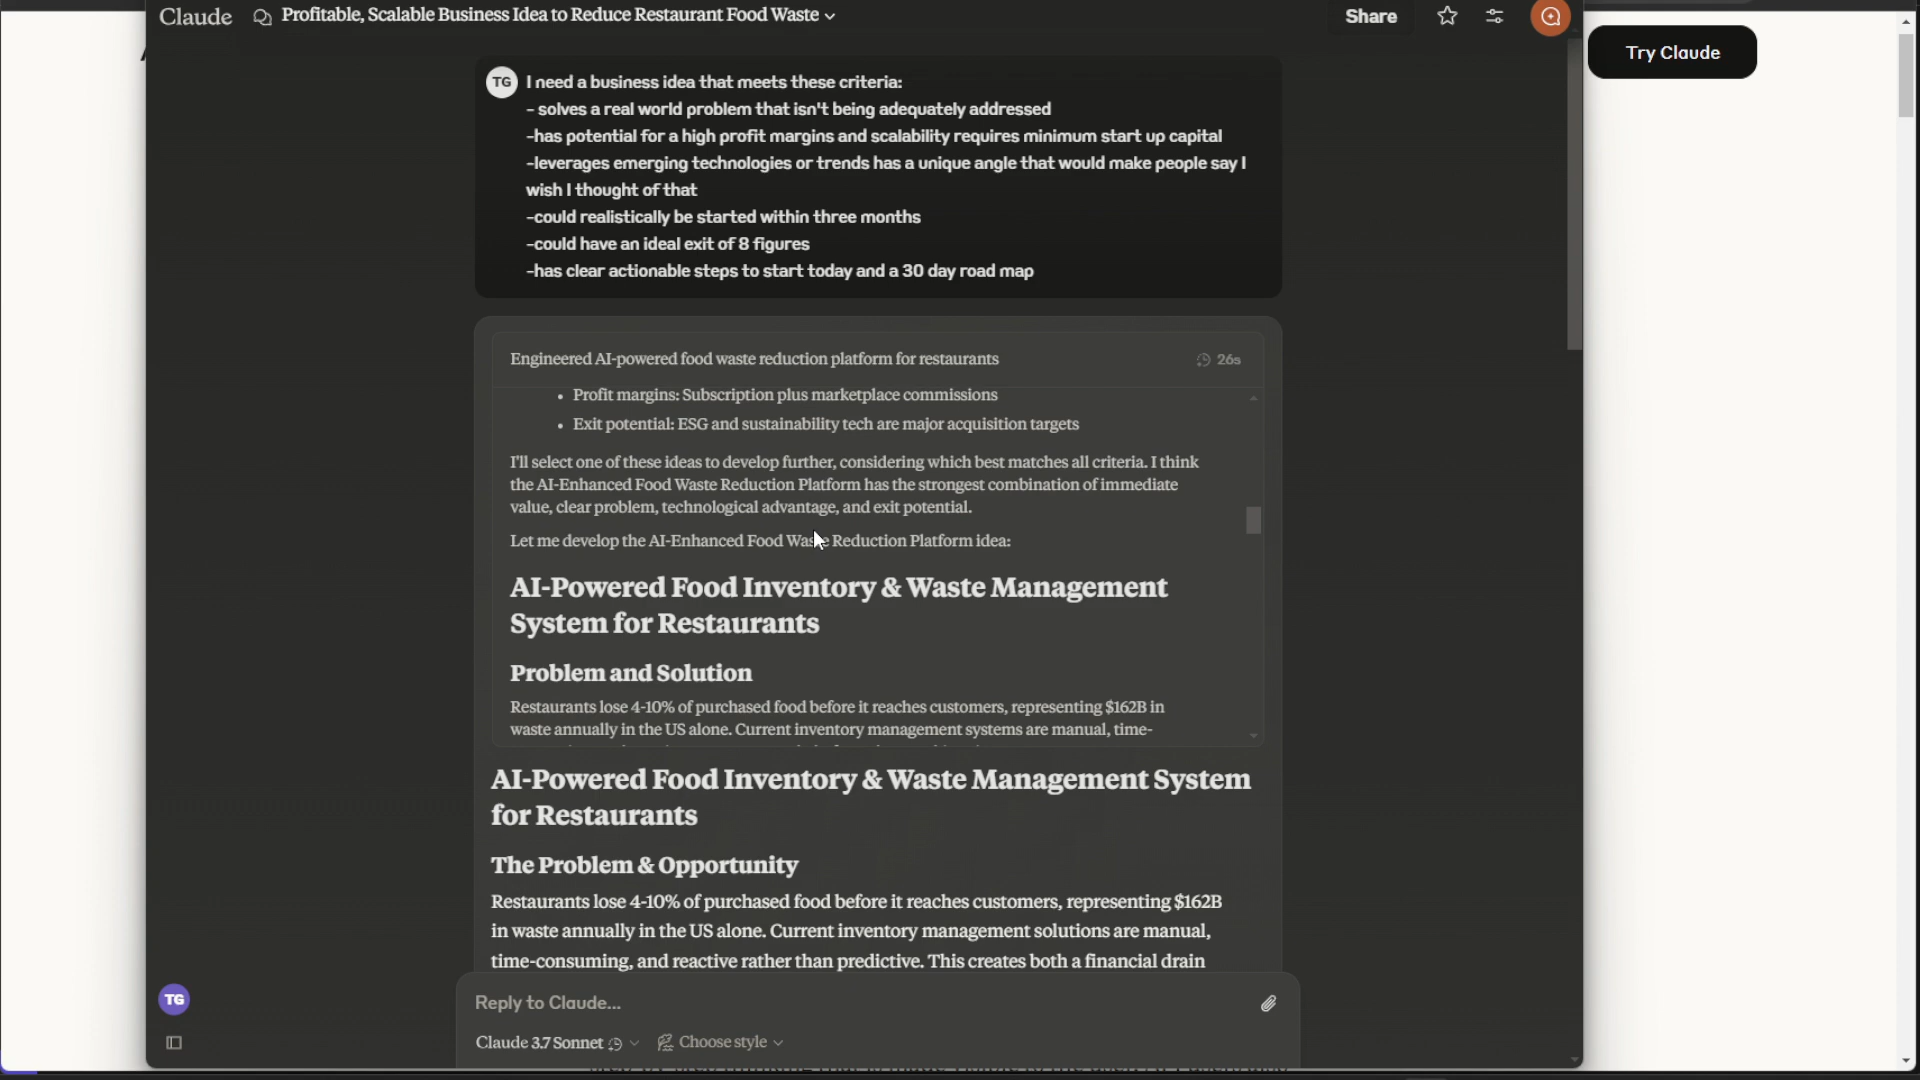 Claude
Profitable, Scalable Business Idea to Reduce Restaurant Food Waste
Share
Try Claude
TG
I need a business idea that meets these criteria:
- solves a real world problem that isn't being adequately addressed
-has potential for a high profit margins and scalability requires minimum start up capital
-leverages emerging technologies or trends has a unique angle that would make people say I
wish I thought of that
-could realistically be started within three months
-could have an ideal exit of 8 figures
-has clear actionable steps to start today and a 30 day road map
Engineered AI-powered food waste reduction platform for restaurants
26s
• Profit margins: Subscription plus marketplace commissions
• Exit potential: ESG and sustainability tech are major acquisition targets
I'll select one of these ideas to develop further, considering which best matches all criteria. I think
the AI-Enhanced Food Waste Reduction Platform has the strongest combination of immediate
value, clear problem, technological advantage, and exit potential.
Let me develop the AI-Enhanced Food Waste Reduction Platform idea:
AI-Powered Food Inventory & Waste Management
System for Restaurants
Problem and Solution
Restaurants lose 4-10% of purchased food before it reaches customers, representing $162B in
waste annually in the US alone. Current inventory management systems are manual, time-
AI-Powered Food Inventory & Waste Management System
for Restaurants
The Problem & Opportunity
Restaurants lose 4-10% of purchased food before it reaches customers, representing $162B
in waste annually in the US alone. Current inventory management solutions are manual,
time-consuming, and reactive rather than predictive. This creates both a financial drain
TG
Reply to Claude...
Claude 3.7 Sonnet
Choose style